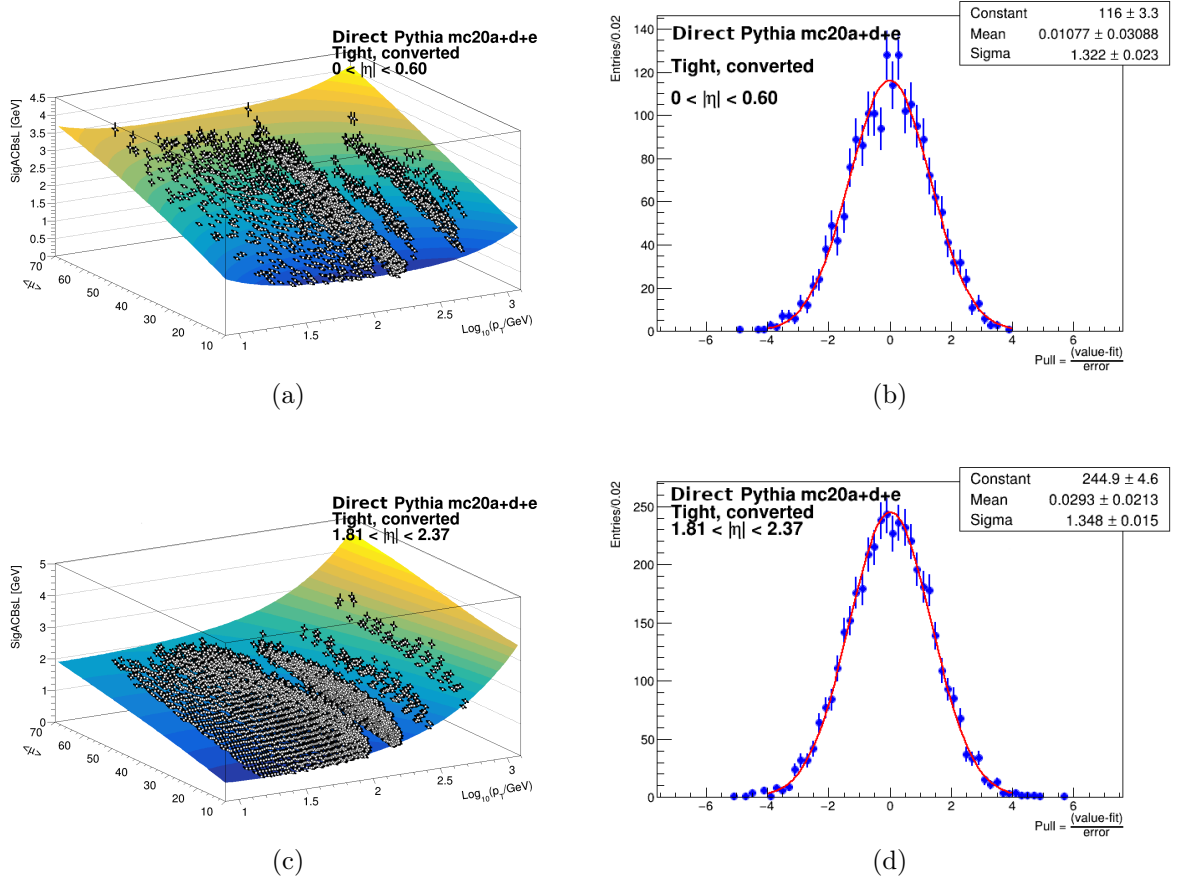 Direct Pythia mc20a+d+e
Tight, converted
0 < |η| < 0.60
SigACBsL [GeV]
4.5
4
3.5
3
2.5
2
1.5
1
0.5
0
70
60
50
40
30
20
10
<μ>
1
1.5
2
2.5
3
Log10(pT/GeV)
(a)
Entries/0.02
Direct Pythia mc20a+d+e
Tight, converted
0 < |η| < 0.60
Constant 116 ± 3.3
Mean 0.01077 ± 0.03088
Sigma 1.322 ± 0.023
140
120
100
80
60
40
20
0
−6 −4 −2 0 2 4 6
Pull = (value-fit)
error
(b)
Direct Pythia mc20a+d+e
Tight, converted
1.81 < |η| < 2.37
SigACBsL [GeV]
5
4
3
2
1
0
70
60
50
40
30
20
10
<μ>
1
1.5
2
2.5
3
Log10(pT/GeV)
(c)
Entries/0.02
Direct Pythia mc20a+d+e
Tight, converted
1.81 < |η| < 2.37
Constant 244.9 ± 4.6
Mean 0.0293 ± 0.0213
Sigma 1.348 ± 0.015
250
200
150
100
50
0
−6 −4 −2 0 2 4 6
Pull = (value-fit)
error
(d)